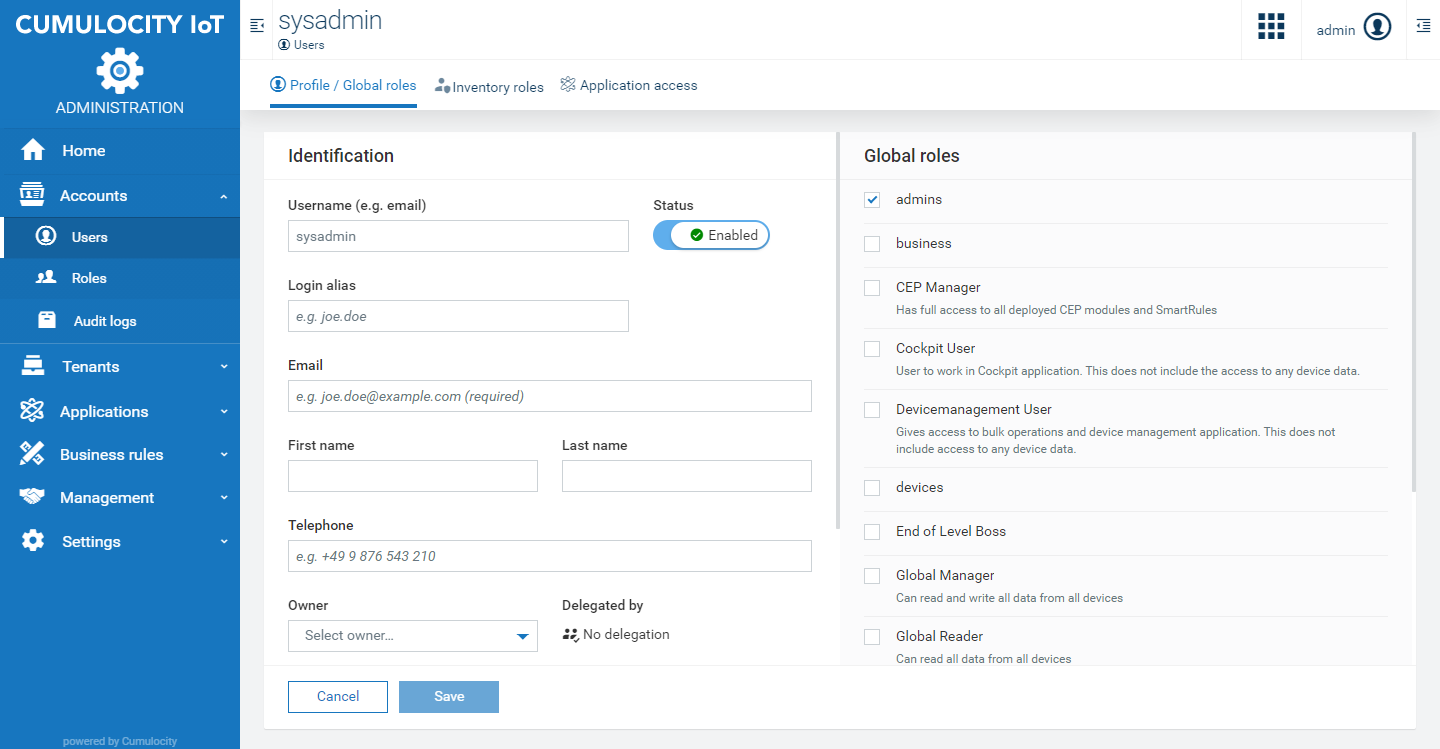 CUMULOCITY IoT
ADMINISTRATION
Home
Accounts
Users
Roles
Audit logs
Tenants
Applications
Business rules
Management
Settings
powered by Cumulocity
sysadmin
Users
admin
Profile / Global roles
Inventory roles
Application access
Identification
Username (e.g. email)
Status
sysadmin
Enabled
Login alias
e.g. joe.doe
Email
e.g. joe.doe@example.com (required)
First name
Last name
Telephone
e.g. +49 9 876 543 210
Owner
Delegated by
Select owner...
No delegation
Cancel
Save
Global roles
admins
business
CEP Manager
Has full access to all deployed CEP modules and SmartRules
Cockpit User
User to work in Cockpit application. This does not include the access to any device data.
Devicemanagement User
Gives access to bulk operations and device management application. This does not
include access to any device data.
devices
End of Level Boss
Global Manager
Can read and write all data from all devices
Global Reader
Can read all data from all devices